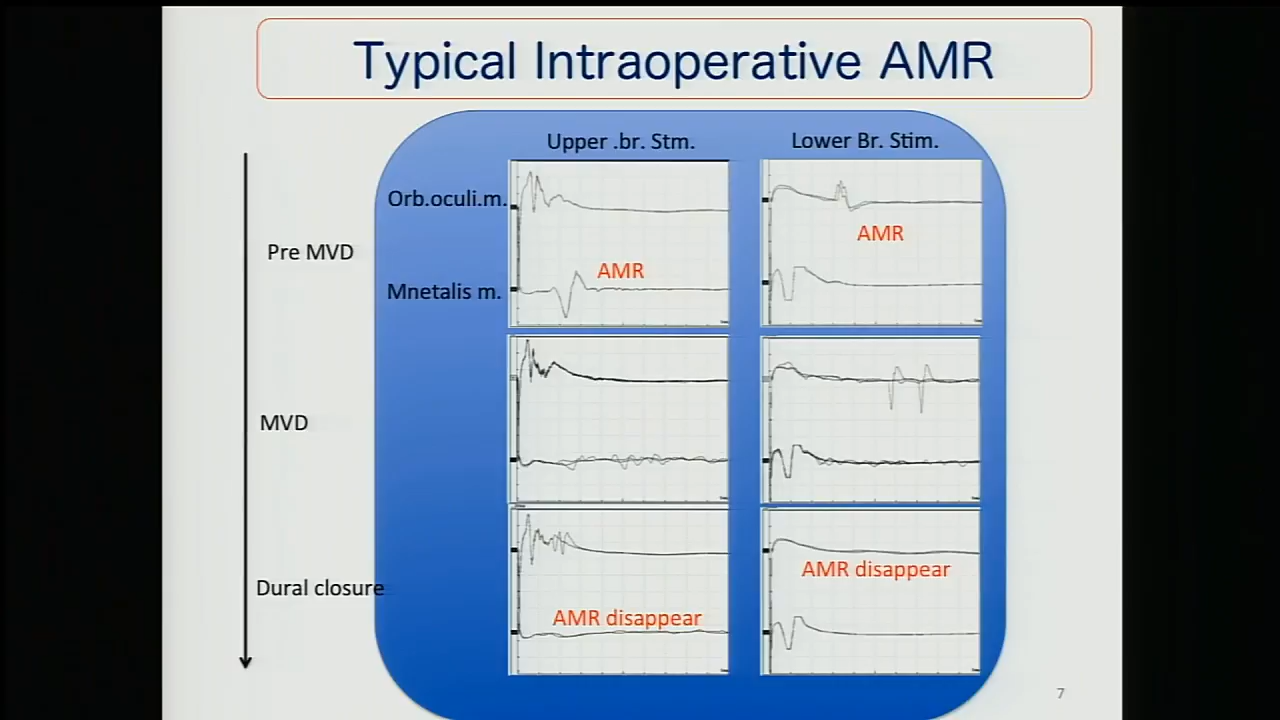 Typical Intraoperative AMR
Upper .br. Stm.
Lower Br. Stim.
Orb.oculi.m.
AMR
Pre MVD
AMR
Mnetalis m.
MVD
Dural closure
AMR disappear
AMR disappear
7